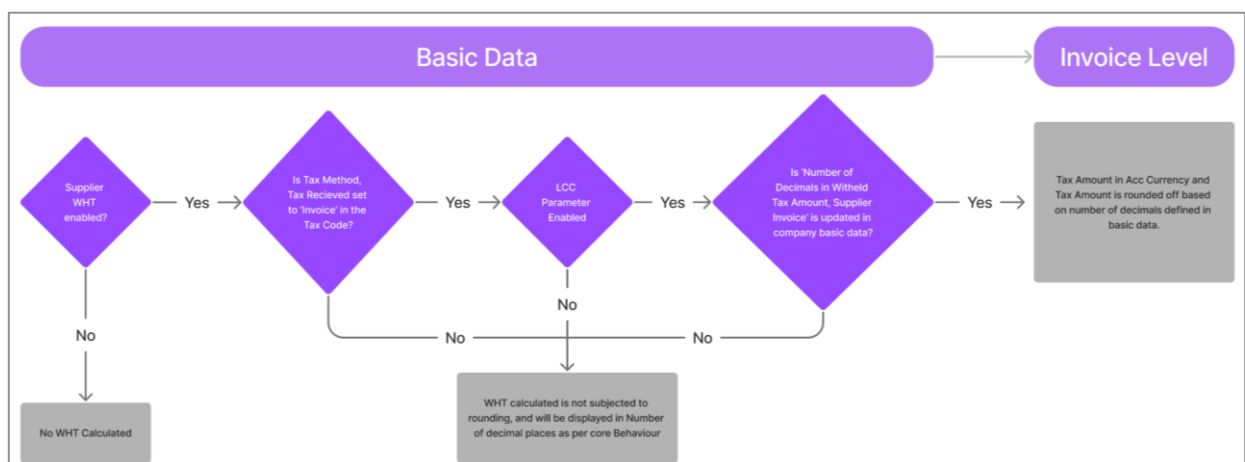 Basic Data
Invoice Level
Supplier
WHT
enabled?
Yes
Is Tax Method,
Tax Recieved set
to 'Invoice' in the
Tax Code?
Yes
LCC
Parameter
Enabled
Yes
Is 'Number of
Decimals in Witheld
Tax Amount, Supplier
Invoice' is updated in
company basic data?
Yes
Tax Amount in Acc Currency and
Tax Amount is rounded off based
on number of decimals defined in
basic data.
No
No
No
No
No WHT Calculated
WHT calculated is not subjected to
rounding, and will be displayed in Number
of decimal places as per core Behaviour